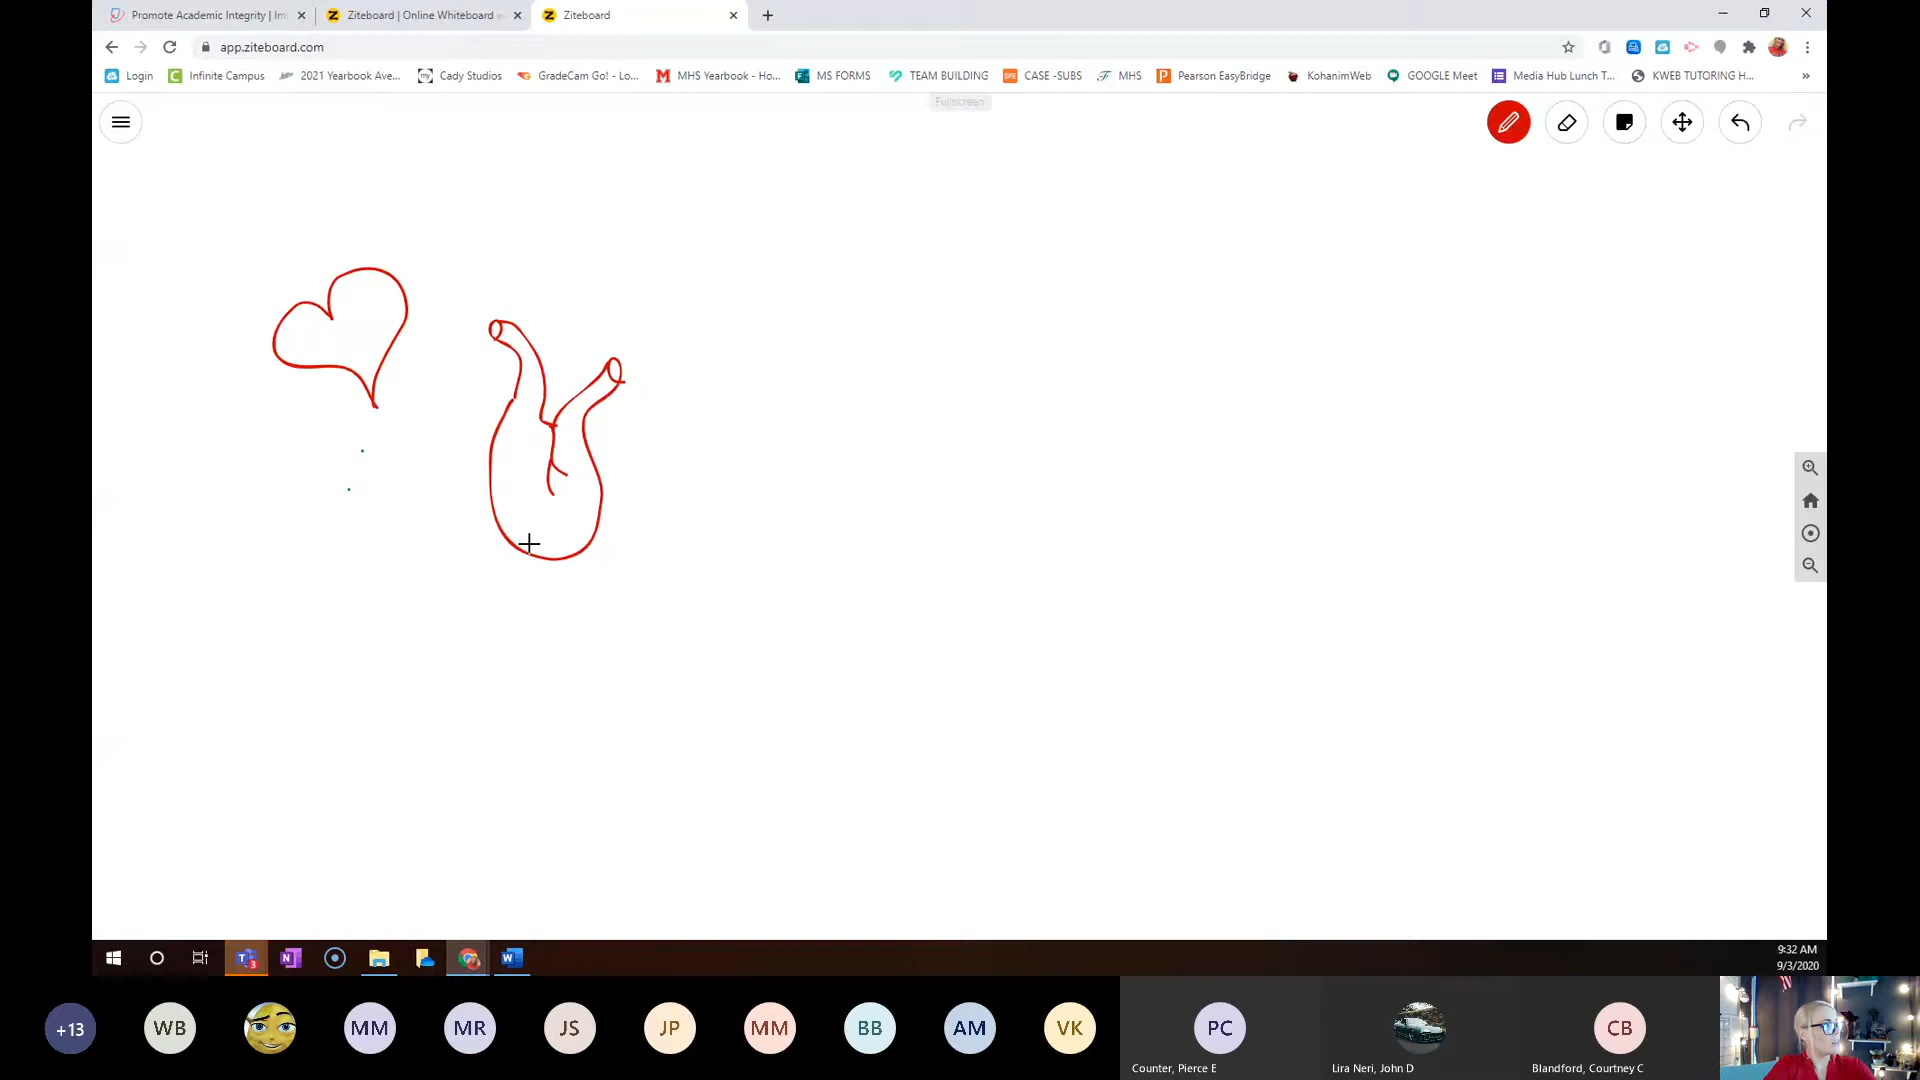 Promote Academic Integrity | Im
Ziteboard | Online Whiteboard w
Ziteboard
app.ziteboard.com
Login
Infinite Campus
2021 Yearbook Ave...
my
Cady Studios
GradeCam Go! - Lo...
M
MHS Yearbook - Ho...
MS FORMS
TEAM BUILDING
SPE
CASE -SUBS
MHS
Pearson EasyBridge
KohanimWeb
GOOGLE Meet
Media Hub Lunch T...
KWEB TUTORING H...
Fullscreen
9:32 AM
9/3/2020
+13
WB
MM
MR
JS
JP
MM
BB
AM
VK
PC
CB
Counter, Pierce E
Lira Neri, John D
Blandford, Courtney C